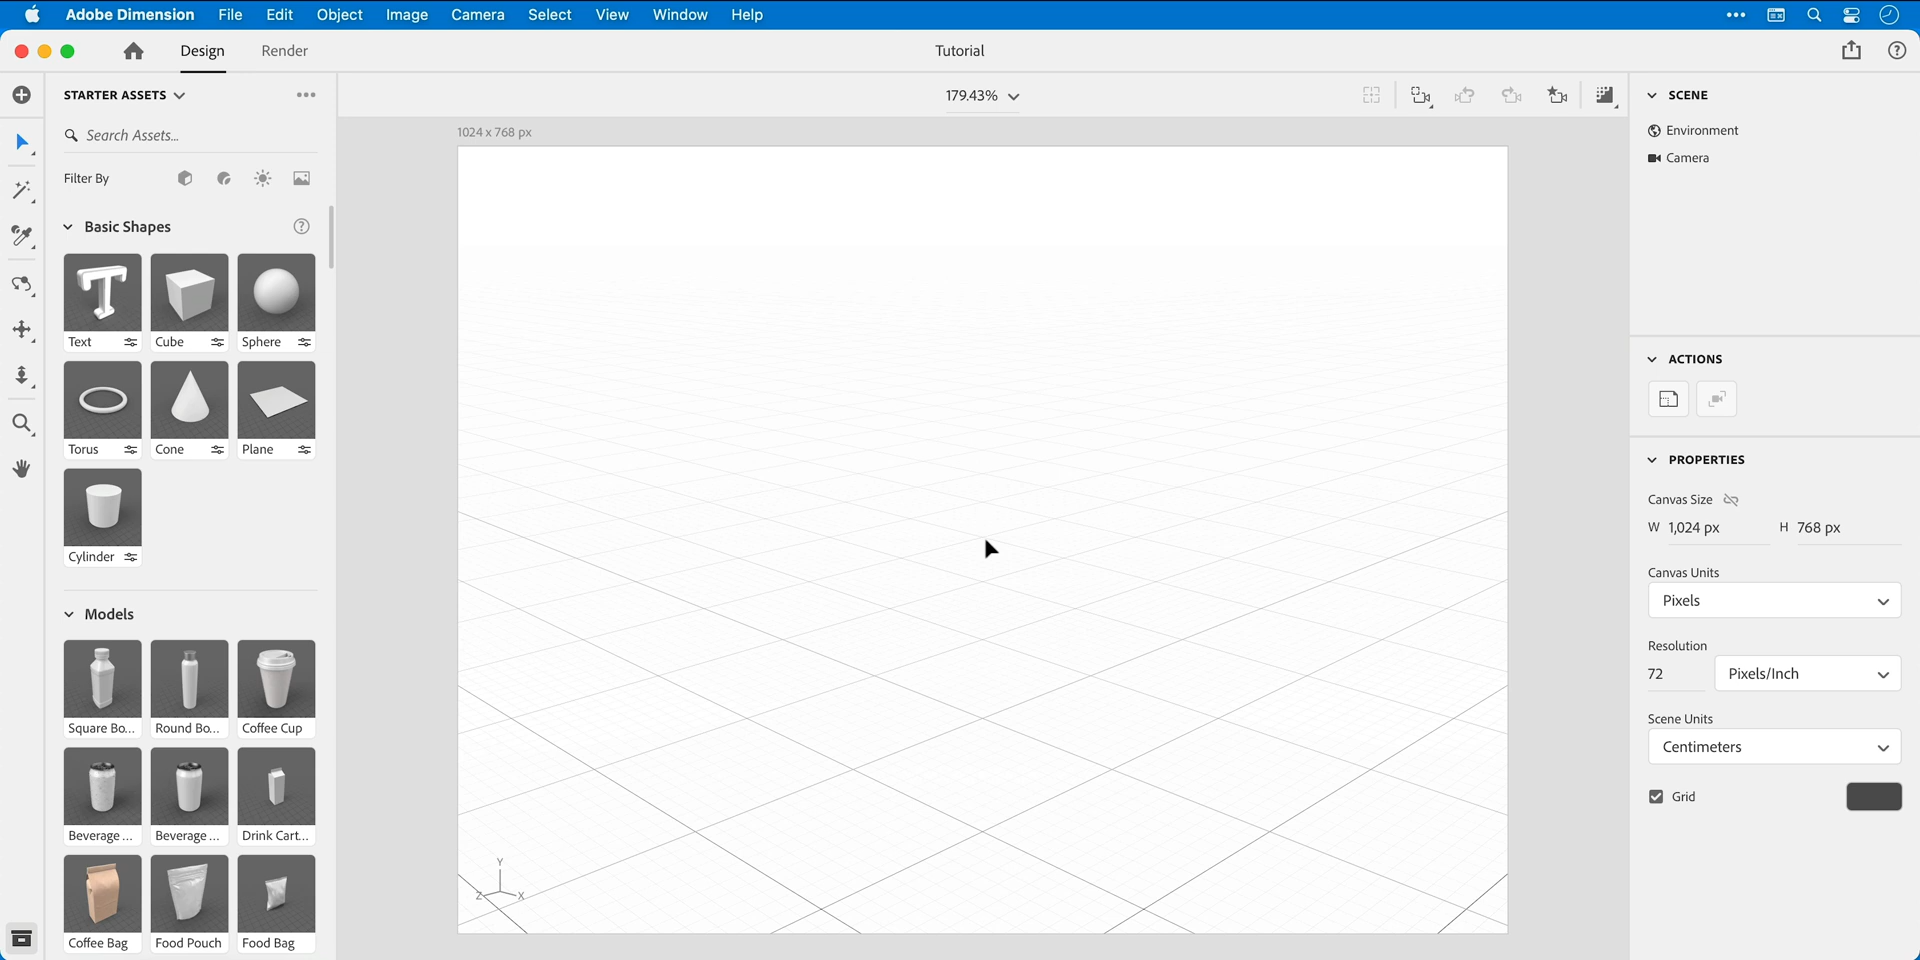 Adobe Dimension File Edit Object Image Camera Select View Window Help
Design Render Tutorial
STARTER ASSETS
Search Assets...
Filter By
Basic Shapes
Text Cube Sphere
Torus Cone Plane
Cylinder
Models
Square Bo... Round Bo... Coffee Cup
Beverage ... Beverage ... Drink Cart...
Coffee Bag Food Pouch Food Bag
179.43%
1024 x 768 px
Y
Z X
SCENE
Environment
Camera
ACTIONS
PROPERTIES
Canvas Size
W 1,024 px H 768 px
Canvas Units
Pixels
Resolution
72 Pixels/Inch
Scene Units
Centimeters
Grid